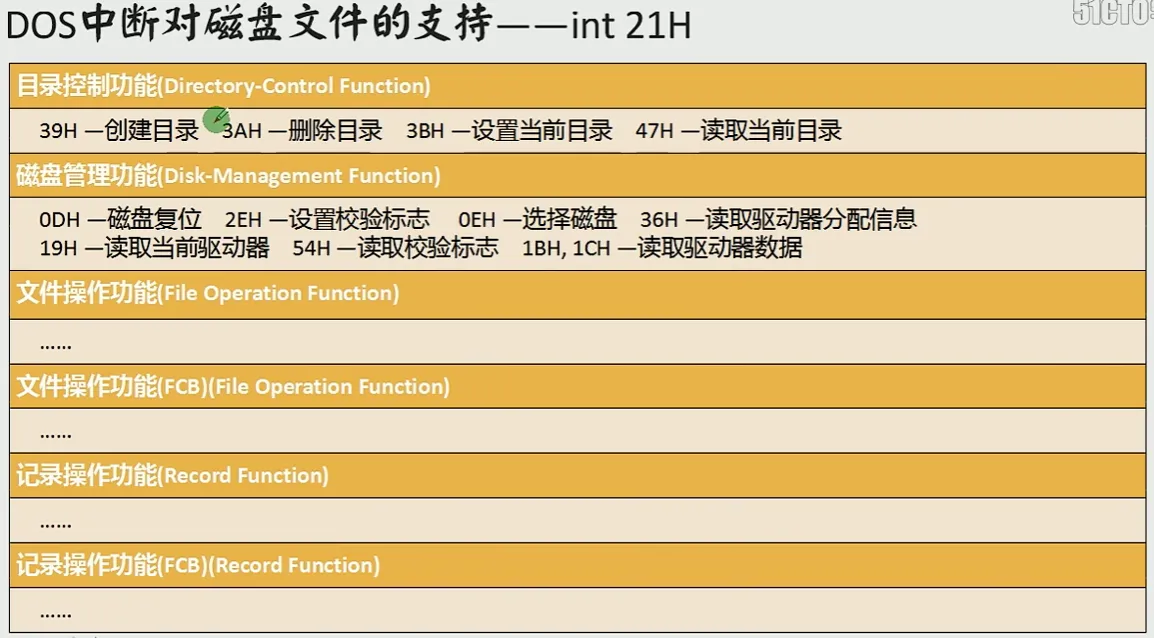 DOS中断对磁盘文件的支持——int 21H
51CTO
目录控制功能(Directory-Control Function)
39H —创建目录 3AH —删除目录 3BH —设置当前目录 47H —读取当前目录
磁盘管理功能(Disk-Management Function)
0DH —磁盘复位 2EH —设置校验标志 0EH —选择磁盘 36H —读取驱动器分配信息
19H —读取当前驱动器 54H —读取校验标志 1BH, 1CH —读取驱动器数据
文件操作功能(File Operation Function)
......
文件操作功能(FCB)(File Operation Function)
......
记录操作功能(Record Function)
......
记录操作功能(FCB)(Record Function)
......